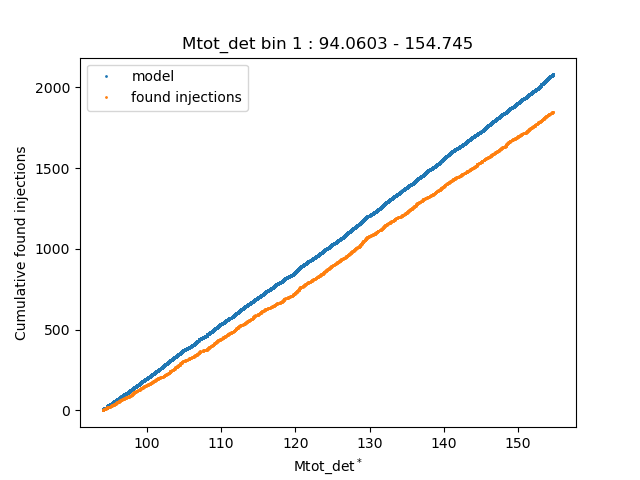 Mtot_det bin 1 : 94.0603 - 154.745
model
found injections
2000
1500
1000
500
0
Cumulative found injections
100 110 120 130 140 150
Mtot_det*